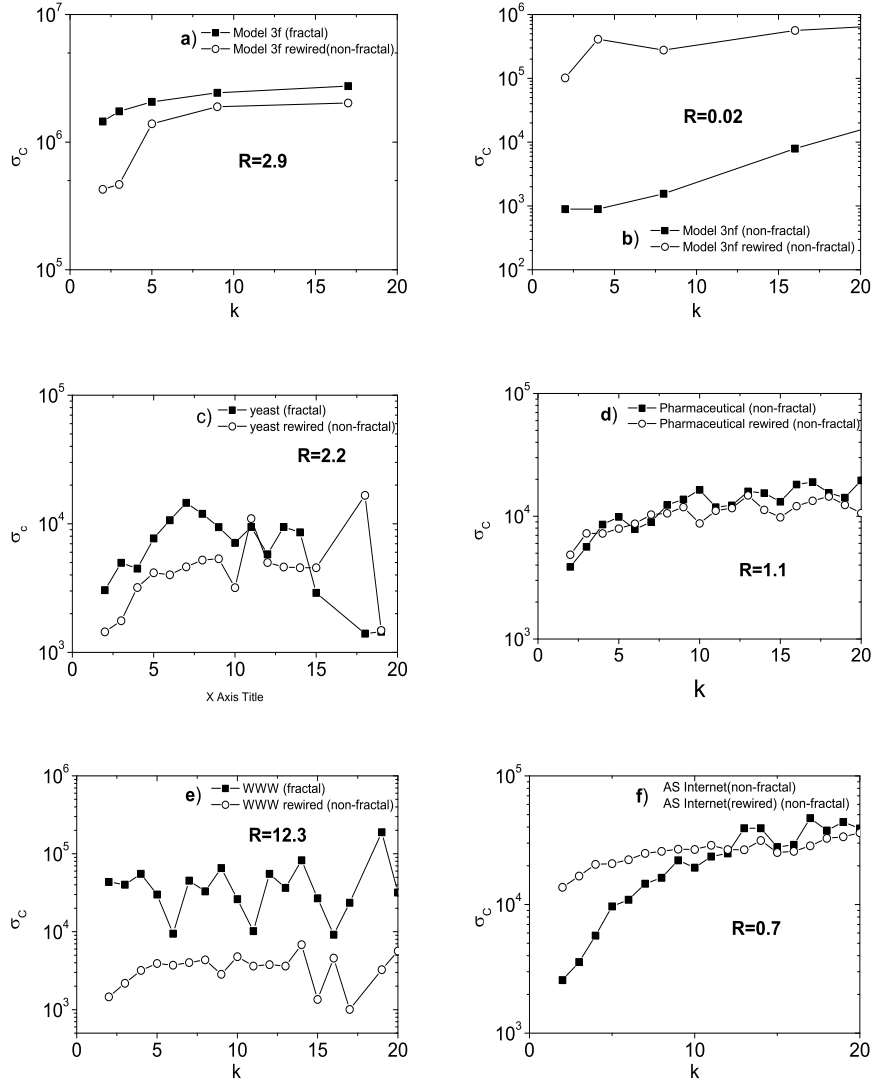 10^7
a) Model 3f (fractal)
Model 3f rewired(non-fractal)
10^6
σ_C
R=2.9
10^5
0 5 10 15 20
k
10^6
10^5
R=0.02
10^4
σ_C
10^3
b) Model 3nf (non-fractal)
Model 3nf rewired (non-fractal)
10^2
0 5 10 15 20
k
10^5
c) yeast (fractal)
yeast rewired (non-fractal)
R=2.2
10^4
σ_C
10^3
0 5 10 15 20
X Axis Title
10^5
d) Pharmaceutical (non-fractal)
Pharmaceutical rewired (non-fractal)
10^4
σ_C
R=1.1
10^3
0 5 10 15 20
k
10^6
e) WWW (fractal)
WWW rewired (non-fractal)
R=12.3
10^5
σ_C
10^4
10^3
0 5 10 15 20
k
10^5
f) AS Internet(non-fractal)
AS Internet(rewired) (non-fractal)
10^4
σ_C
R=0.7
10^3
0 5 10 15 20
k